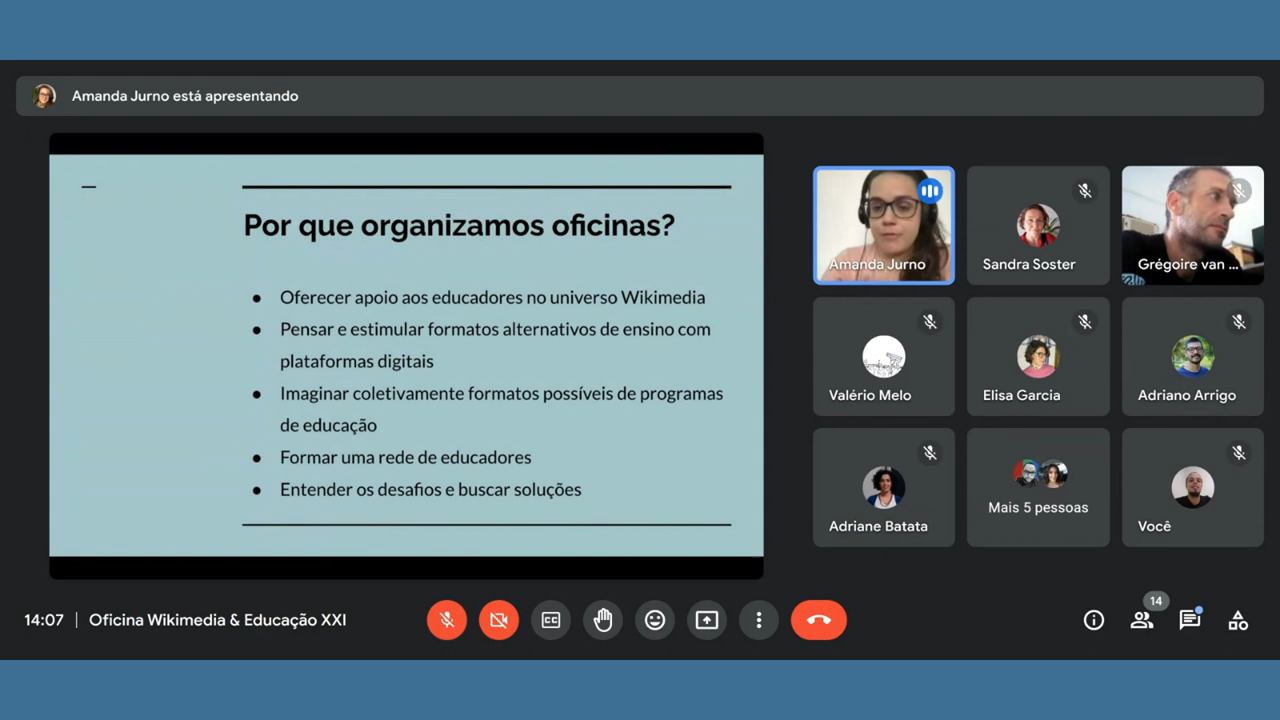 Amanda Jurno está apresentando
Por que organizamos oficinas?
● Oferecer apoio aos educadores no universo Wikimedia
● Pensar e estimular formatos alternativos de ensino com
plataformas digitais
● Imaginar coletivamente formatos possíveis de programas
de educação
● Formar uma rede de educadores
● Entender os desafios e buscar soluções
Amanda Jurno
Sandra Soster
Grégoire van ...
Valério Melo
Elisa Garcia
Adriano Arrigo
Adriane Batata
Mais 5 pessoas
Você
14:07 | Oficina Wikimedia & Educação XXI
CC
14